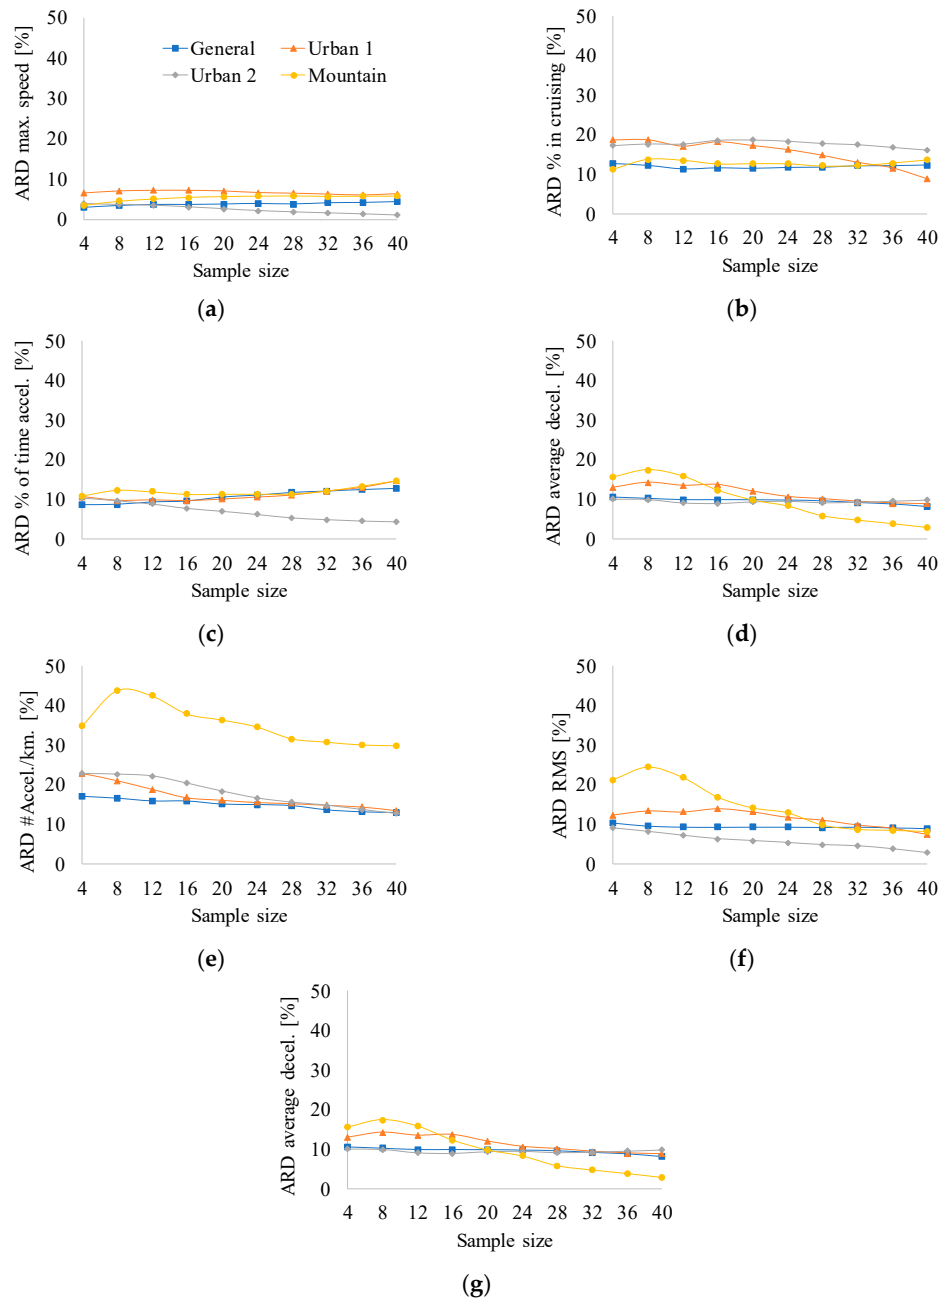 ARD max. speed [%]
50
40
30
20
10
0
General
Urban 1
Urban 2
Mountain
4 8 12 16 20 24 28 32 36 40
Sample size
(a)
ARD % in cruising [%]
50
40
30
20
10
0
4 8 12 16 20 24 28 32 36 40
Sample size
(b)
ARD % of time accel. [%]
50
40
30
20
10
0
4 8 12 16 20 24 28 32 36 40
Sample size
(c)
ARD average decel. [%]
50
40
30
20
10
0
4 8 12 16 20 24 28 32 36 40
Sample size
(d)
ARD #Accel./km. [%]
50
40
30
20
10
0
4 8 12 16 20 24 28 32 36 40
Sample size
(e)
ARD RMS [%]
50
40
30
20
10
0
4 8 12 16 20 24 28 32 36 40
Sample size
(f)
ARD average decel. [%]
50
40
30
20
10
0
4 8 12 16 20 24 28 32 36 40
Sample size
(g)